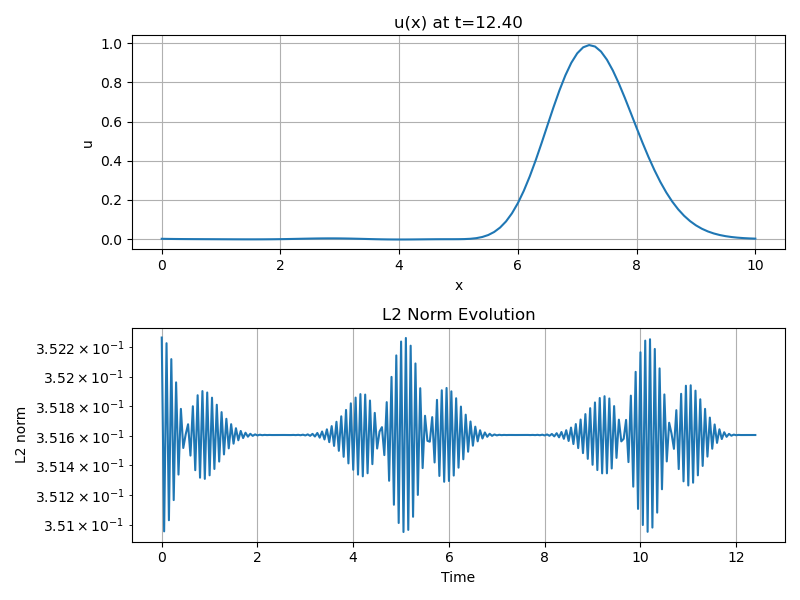 u(x) at t=12.40
1.0
0.8
0.6
0.4
0.2
0.0
u
0 2 4 6 8 10
x
L2 Norm Evolution
3.522 × 10⁻¹
3.52 × 10⁻¹
3.518 × 10⁻¹
3.516 × 10⁻¹
3.514 × 10⁻¹
3.512 × 10⁻¹
3.51 × 10⁻¹
L2 norm
0 2 4 6 8 10 12
Time